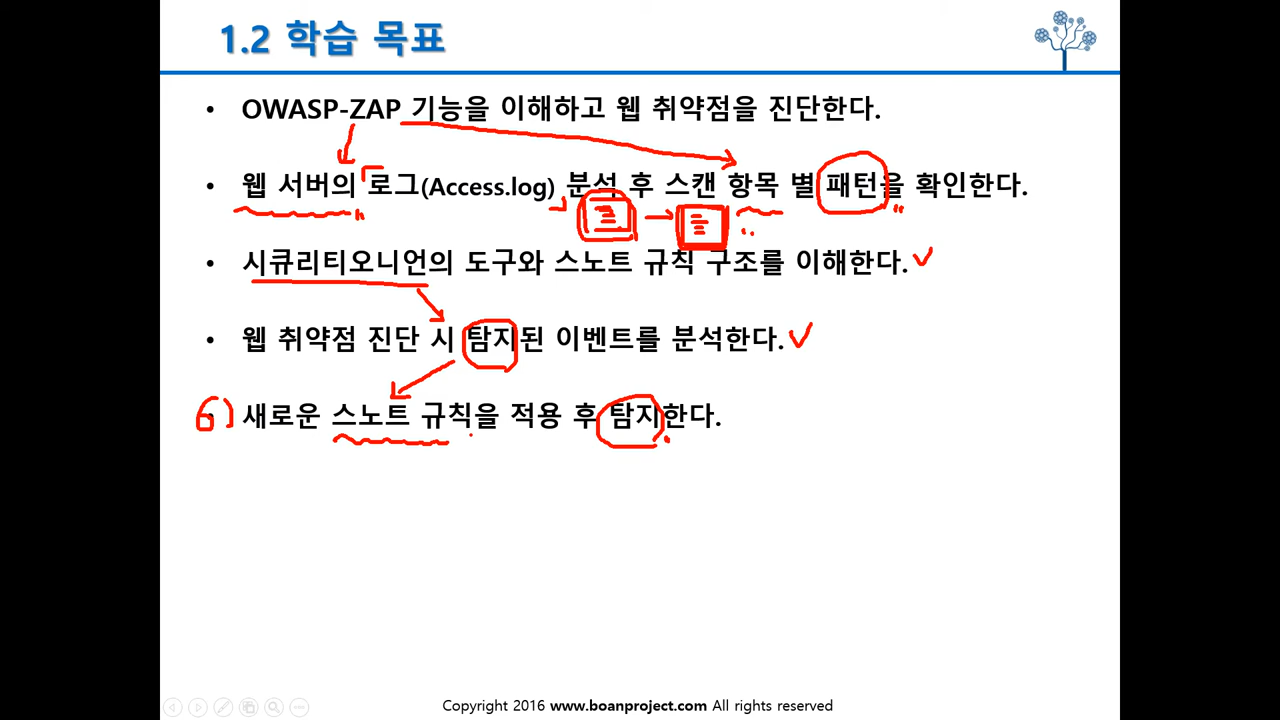 1.2 학습 목표
• OWASP-ZAP 기능을 이해하고 웹 취약점을 진단한다.
• 웹 서버의 로그(Access.log) 분석 후 스캔 항목 별 패턴을 확인한다.
• 시큐리티오니언의 도구와 스노트 규칙 구조를 이해한다.
• 웹 취약점 진단 시 탐지된 이벤트를 분석한다.
6) 새로운 스노트 규칙을 적용 후 탐지한다.
Copyright 2016 www.boanproject.com All rights reserved